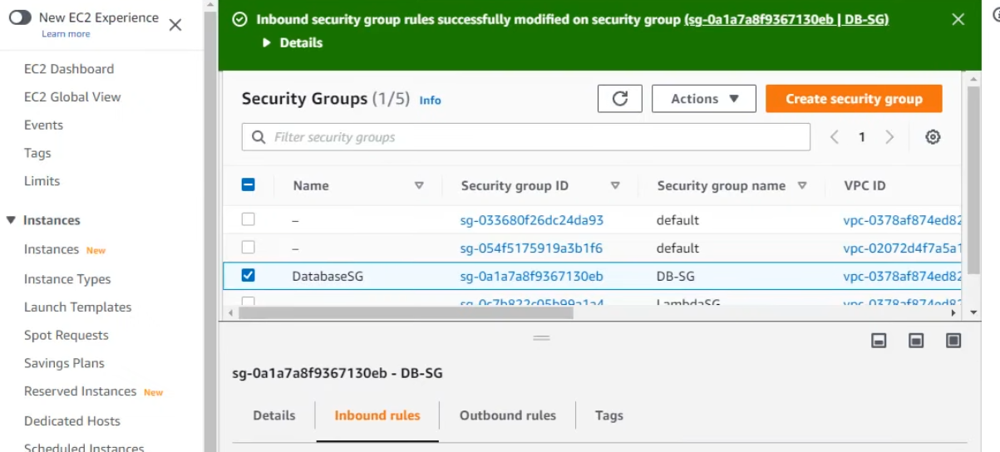 New EC2 Experience
Learn more
EC2 Dashboard
EC2 Global View
Events
Tags
Limits
Instances
Instances New
Instance Types
Launch Templates
Spot Requests
Savings Plans
Reserved Instances New
Dedicated Hosts
Scheduled Instances
Inbound security group rules successfully modified on security group (sg-0a1a7a8f9367130eb | DB-SG)
Details
Security Groups (1/5) Info
Actions
Create security group
Filter security groups
1
Name Security group ID Security group name VPC ID
– sg-033680f26dc24da93 default vpc-0378af874ed82
– sg-054f5175919a3b1f6 default vpc-02072d4f7a5a1
DatabaseSG sg-0a1a7a8f9367130eb DB-SG vpc-0378af874ed82
sg-0c7b822c05b99a1a4 LambdaSG vpc-0378af874ed82
sg-0a1a7a8f9367130eb - DB-SG
Details Inbound rules Outbound rules Tags